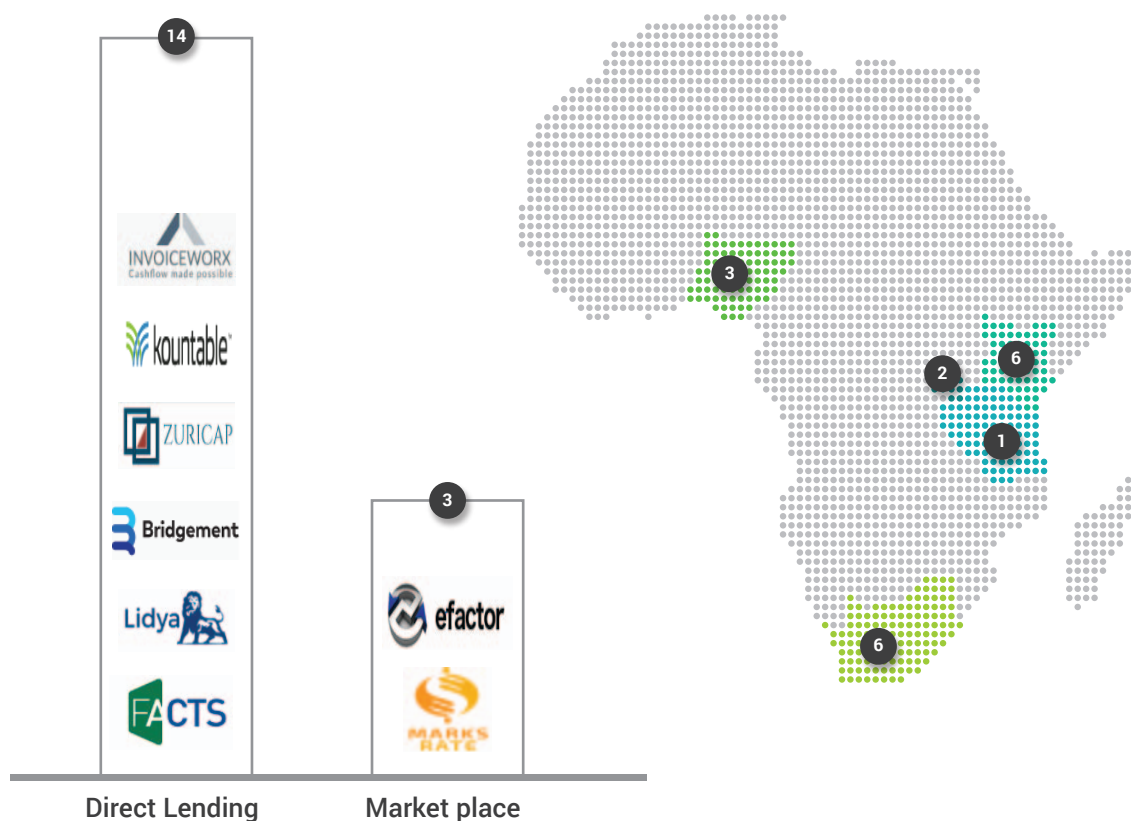 14
INVOICEWORX
Cashflow made possible
kountable™
ZURICAP
Bridgement
Lidya
FACTS
Direct Lending
3
efactor
MARKS
RATE
Market place
3
2
6
1
6